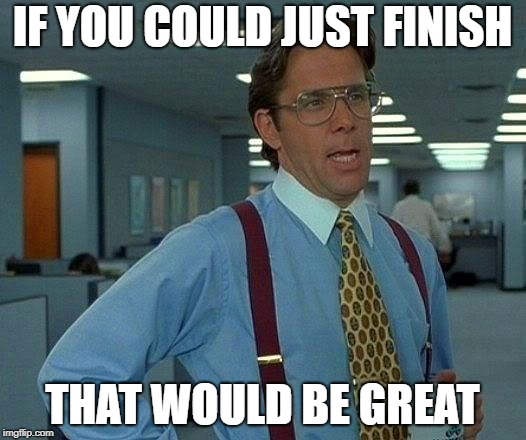 IF YOU COULD JUST FINISH
THAT WOULD BE GREAT
imgflip.com